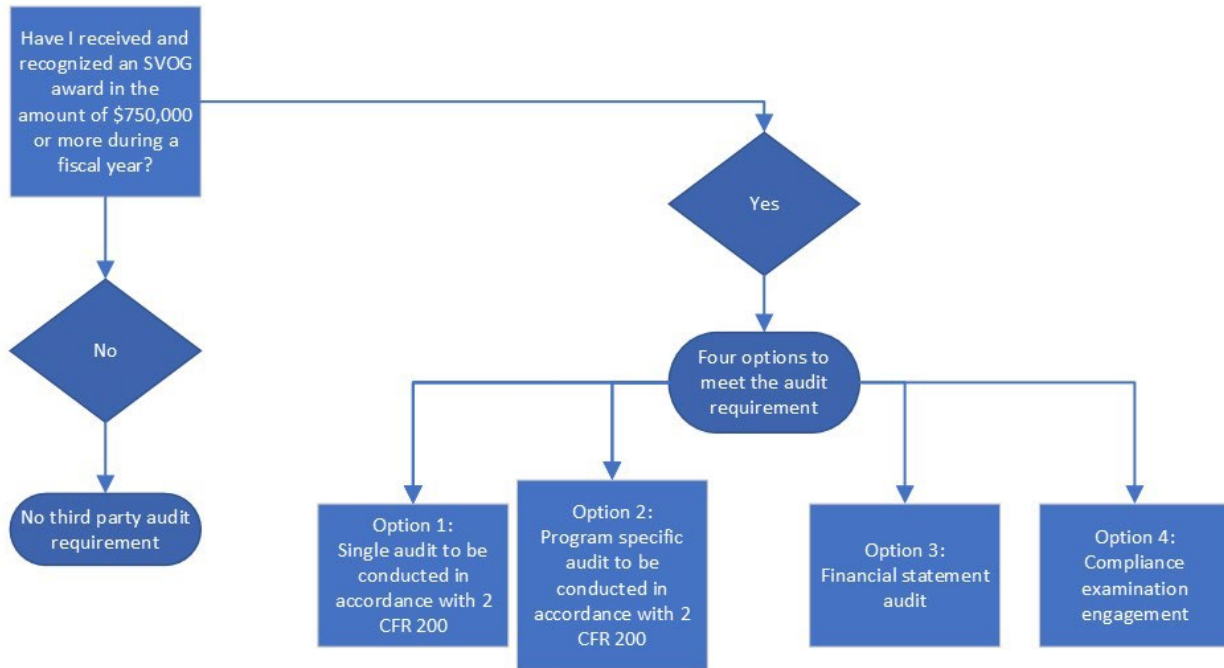 Have I received and
recognized an SVOG
award in the
amount of $750,000
or more during a
fiscal year?
Yes
No
Four options to
meet the audit
requirement
No third party audit
requirement
Option 1:
Single audit to be
conducted in
accordance with 2
CFR 200
Option 2:
Program specific
audit to be
conducted in
accordance with 2
CFR 200
Option 3:
Financial statement
audit
Option 4:
Compliance
examination
engagement